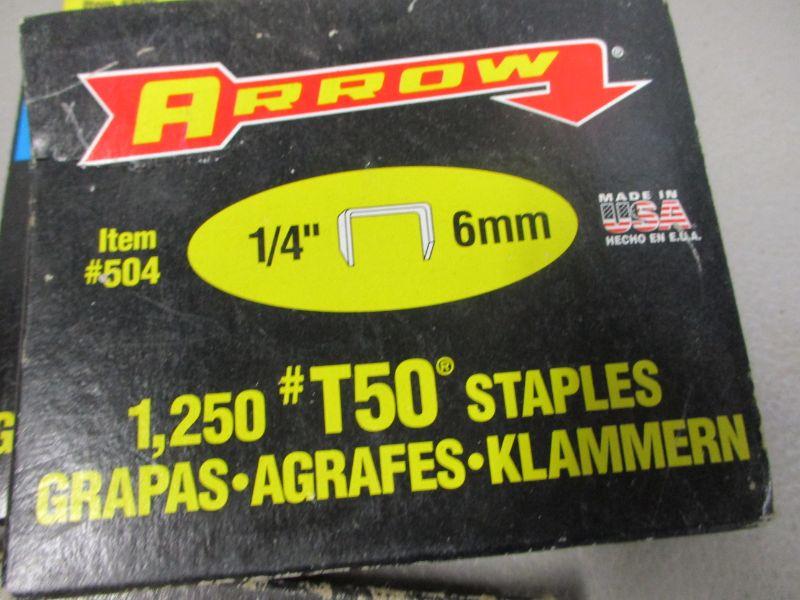 ARROW®
Item
#504
1/4"
6mm
MADE IN
USA
HECHO EN E.U.A.
1,250 #T50® STAPLES
GRAPAS•AGRAFES•KLAMMERN
G